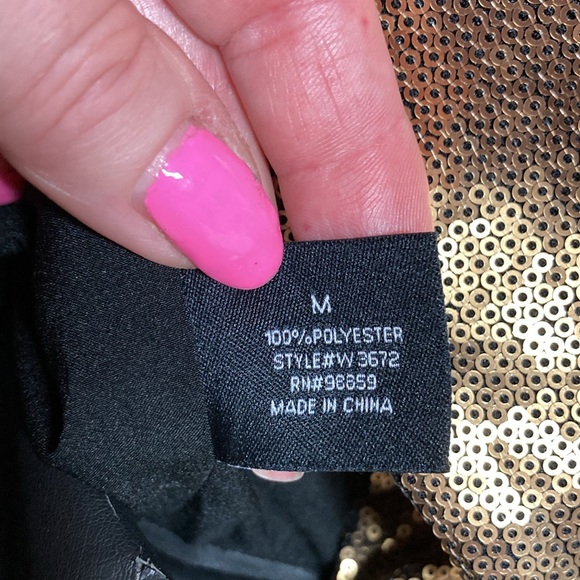 M
100%POLYESTER
STYLE#W3672
RN#96859
MADE IN CHINA